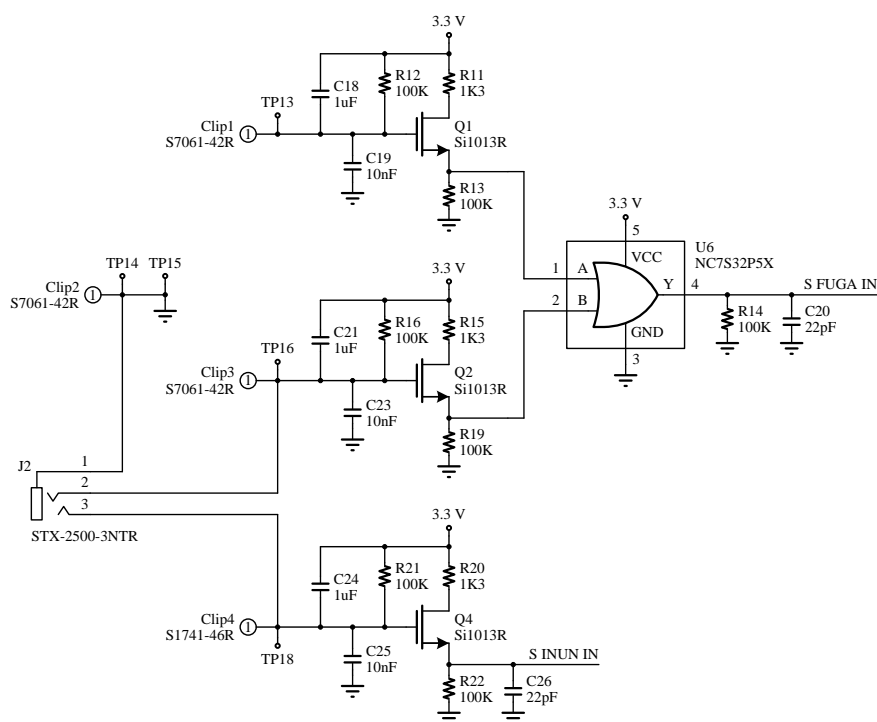 3.3 V
R12
100K
R11
1K3
C18
1uF
TP13
Clip1
S7061-42R
1
Q1
Si1013R
C19
10nF
R13
100K
3.3 V
5
U6
NC7S32P5X
VCC
1
A
Y
4
S FUGA IN
2
B
GND
3
R14
100K
C20
22pF
TP14
TP15
Clip2
S7061-42R
1
3.3 V
R16
100K
R15
1K3
C21
1uF
TP16
Clip3
S7061-42R
1
Q2
Si1013R
C23
10nF
R19
100K
J2
1
2
3
STX-2500-3NTR
3.3 V
R21
100K
R20
1K3
C24
1uF
Clip4
S1741-46R
1
TP18
Q4
Si1013R
C25
10nF
S INUN IN
R22
100K
C26
22pF